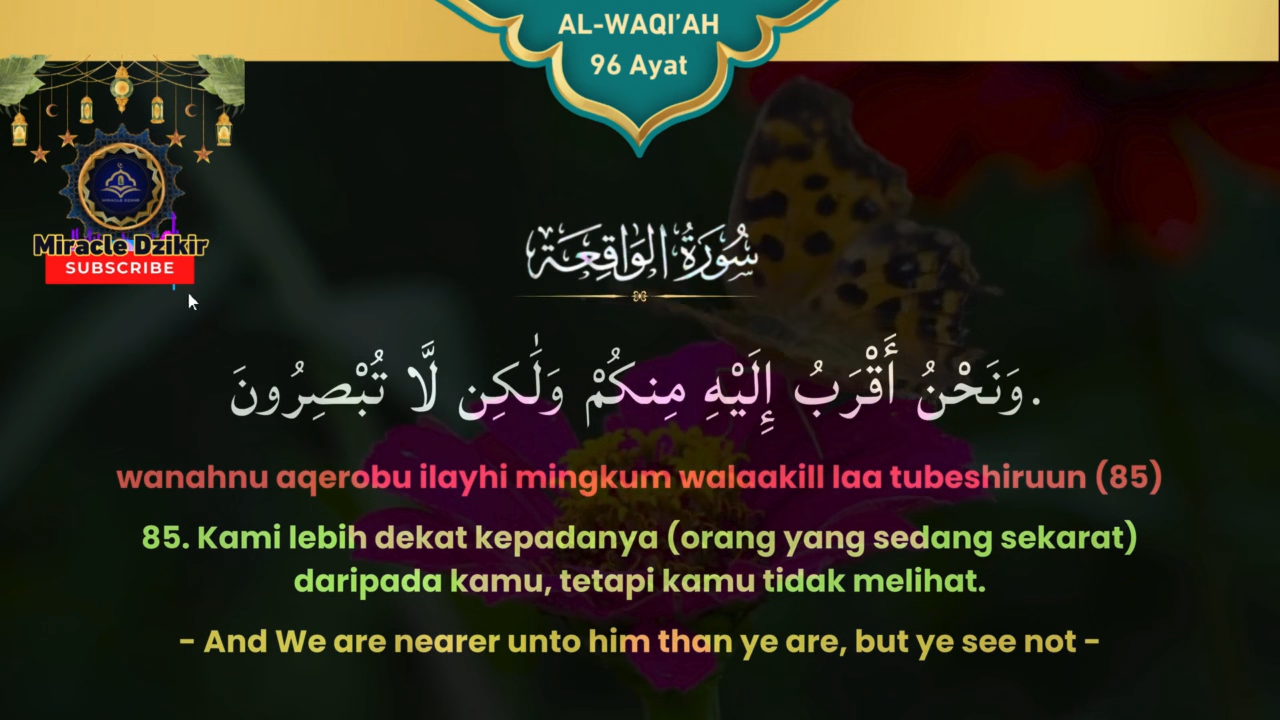 AL-WAQI’AH
96 Ayat
Miracle Dzikir
SUBSCRIBE
سُورَةُ الوَاقِعَة
وَنَحْنُ أَقْرَبُ إِلَيْهِ مِنكُمْ وَلَٰكِن لَّا تُبْصِرُونَ.
wanahnu aqerobu ilayhi mingkum walaakill laa tubeshiruun (85)
85. Kami lebih dekat kepadanya (orang yang sedang sekarat)
daripada kamu, tetapi kamu tidak melihat.
- And We are nearer unto him than ye are, but ye see not -